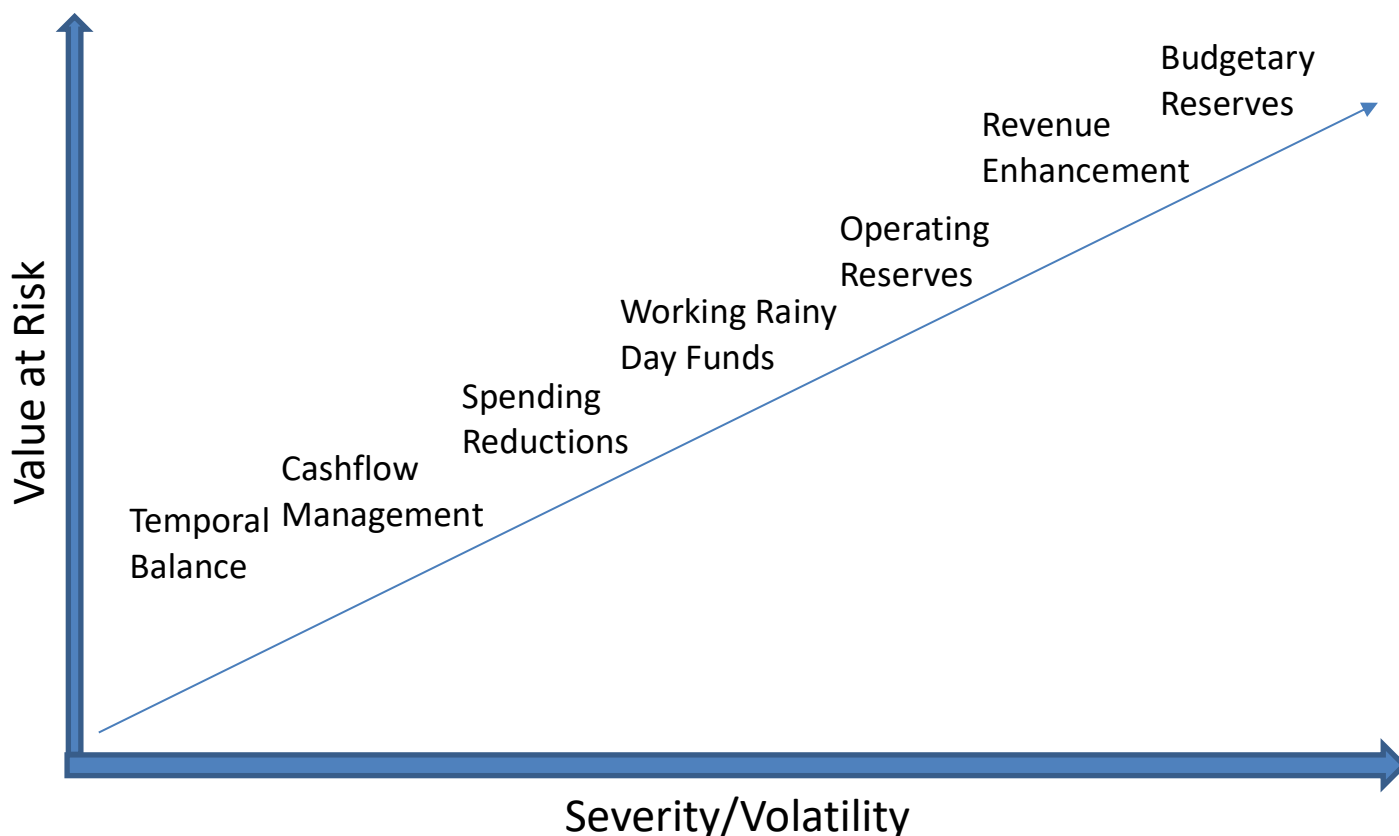 Budgetary
Reserves
Revenue
Enhancement
Operating
Reserves
Working Rainy
Day Funds
Spending
Reductions
Cashflow
Management
Temporal
Balance
Value at Risk
Severity/Volatility